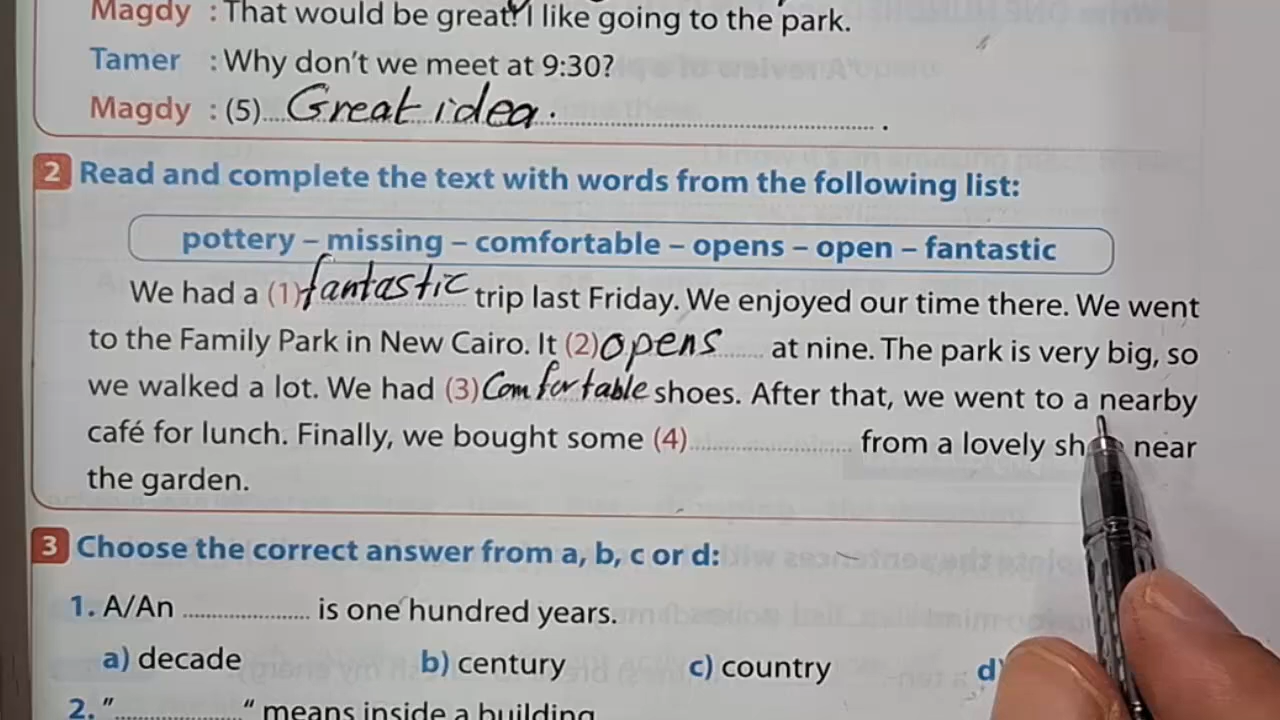 Magdy : That would be great! I like going to the park.
Tamer : Why don't we meet at 9:30?
Magdy : (5) Great idea. .
2 Read and complete the text with words from the following list:
pottery – missing – comfortable – opens – open – fantastic
We had a (1) fantastic trip last Friday. We enjoyed our time there. We went
to the Family Park in New Cairo. It (2) opens at nine. The park is very big, so
we walked a lot. We had (3) Comfortable shoes. After that, we went to a nearby
café for lunch. Finally, we bought some (4) from a lovely sh near
the garden.
3 Choose the correct answer from a, b, c or d:
1. A/An is one hundred years.
a) decade b) century c) country d)
2. " " means inside a building.